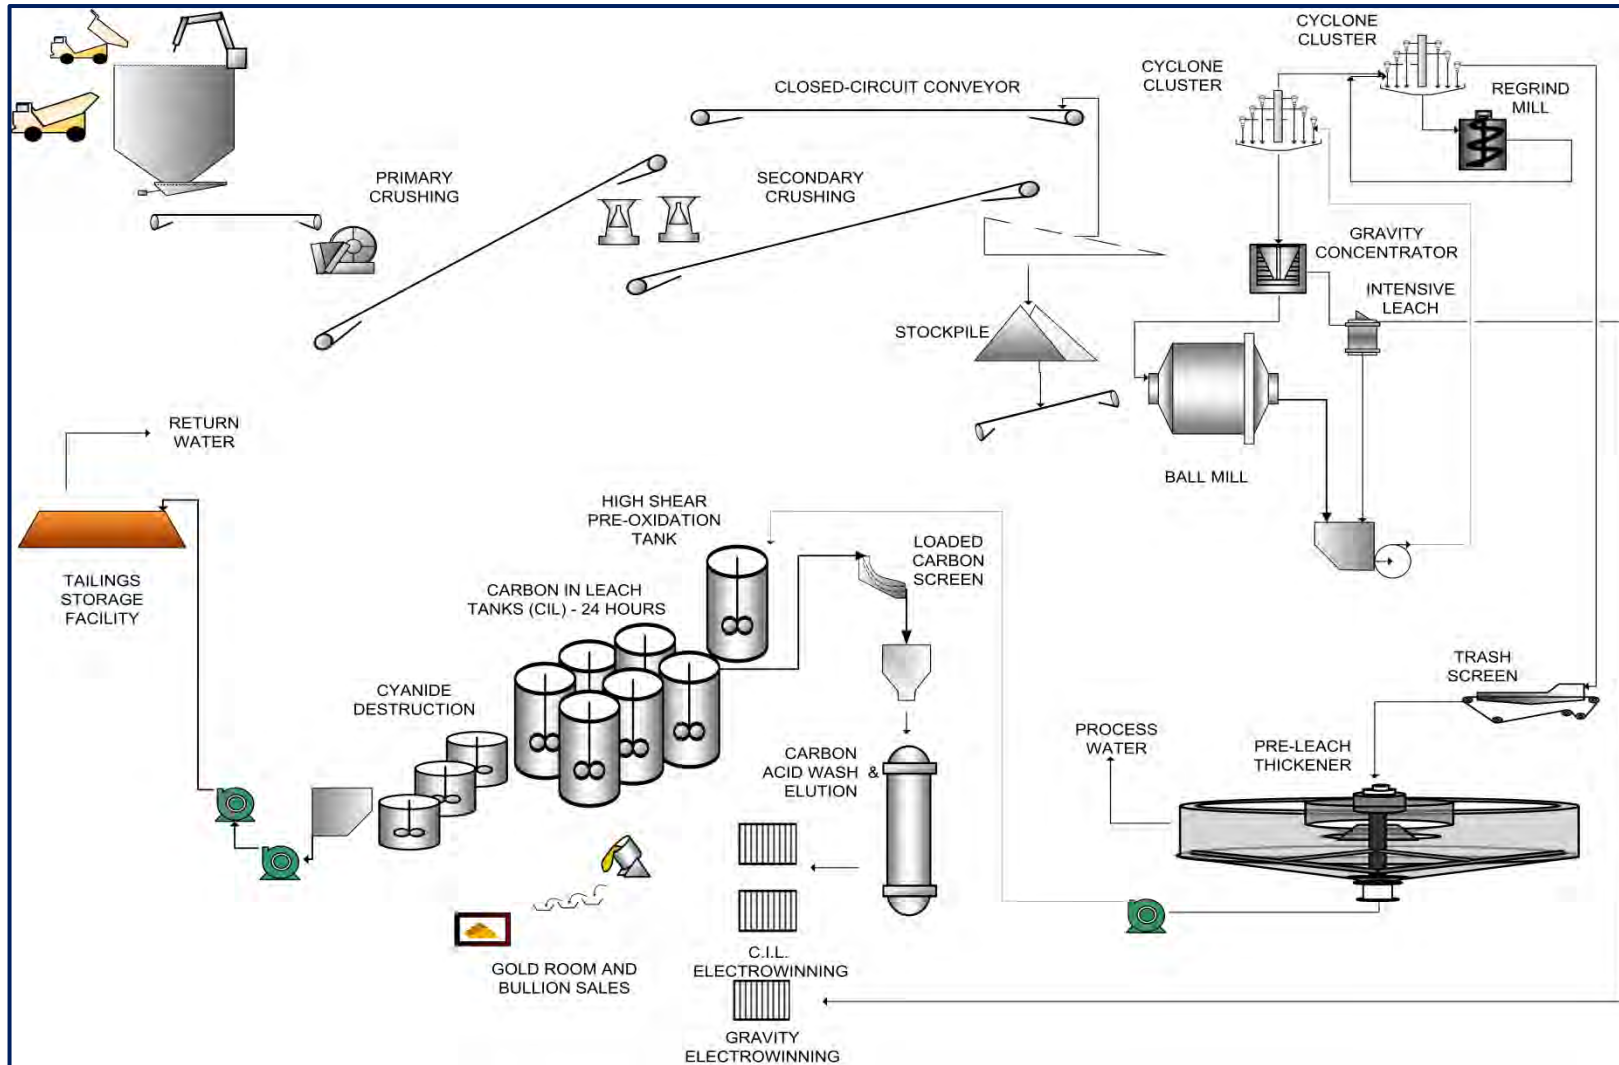 CYCLONE
CLUSTER
CYCLONE
CLUSTER
CLOSED-CIRCUIT CONVEYOR
REGRIND
MILL
PRIMARY
CRUSHING
SECONDARY
CRUSHING
GRAVITY
CONCENTRATOR
INTENSIVE
LEACH
STOCKPILE
RETURN
WATER
BALL MILL
HIGH SHEAR
PRE-OXIDATION
TANK
LOADED
CARBON
SCREEN
TAILINGS
STORAGE
FACILITY
CARBON IN LEACH
TANKS (CIL) - 24 HOURS
TRASH
SCREEN
CYANIDE
DESTRUCTION
PROCESS
WATER
PRE-LEACH
THICKENER
CARBON
ACID WASH &
ELUTION
C.I.L.
ELECTROWINNING
GOLD ROOM AND
BULLION SALES
GRAVITY
ELECTROWINNING